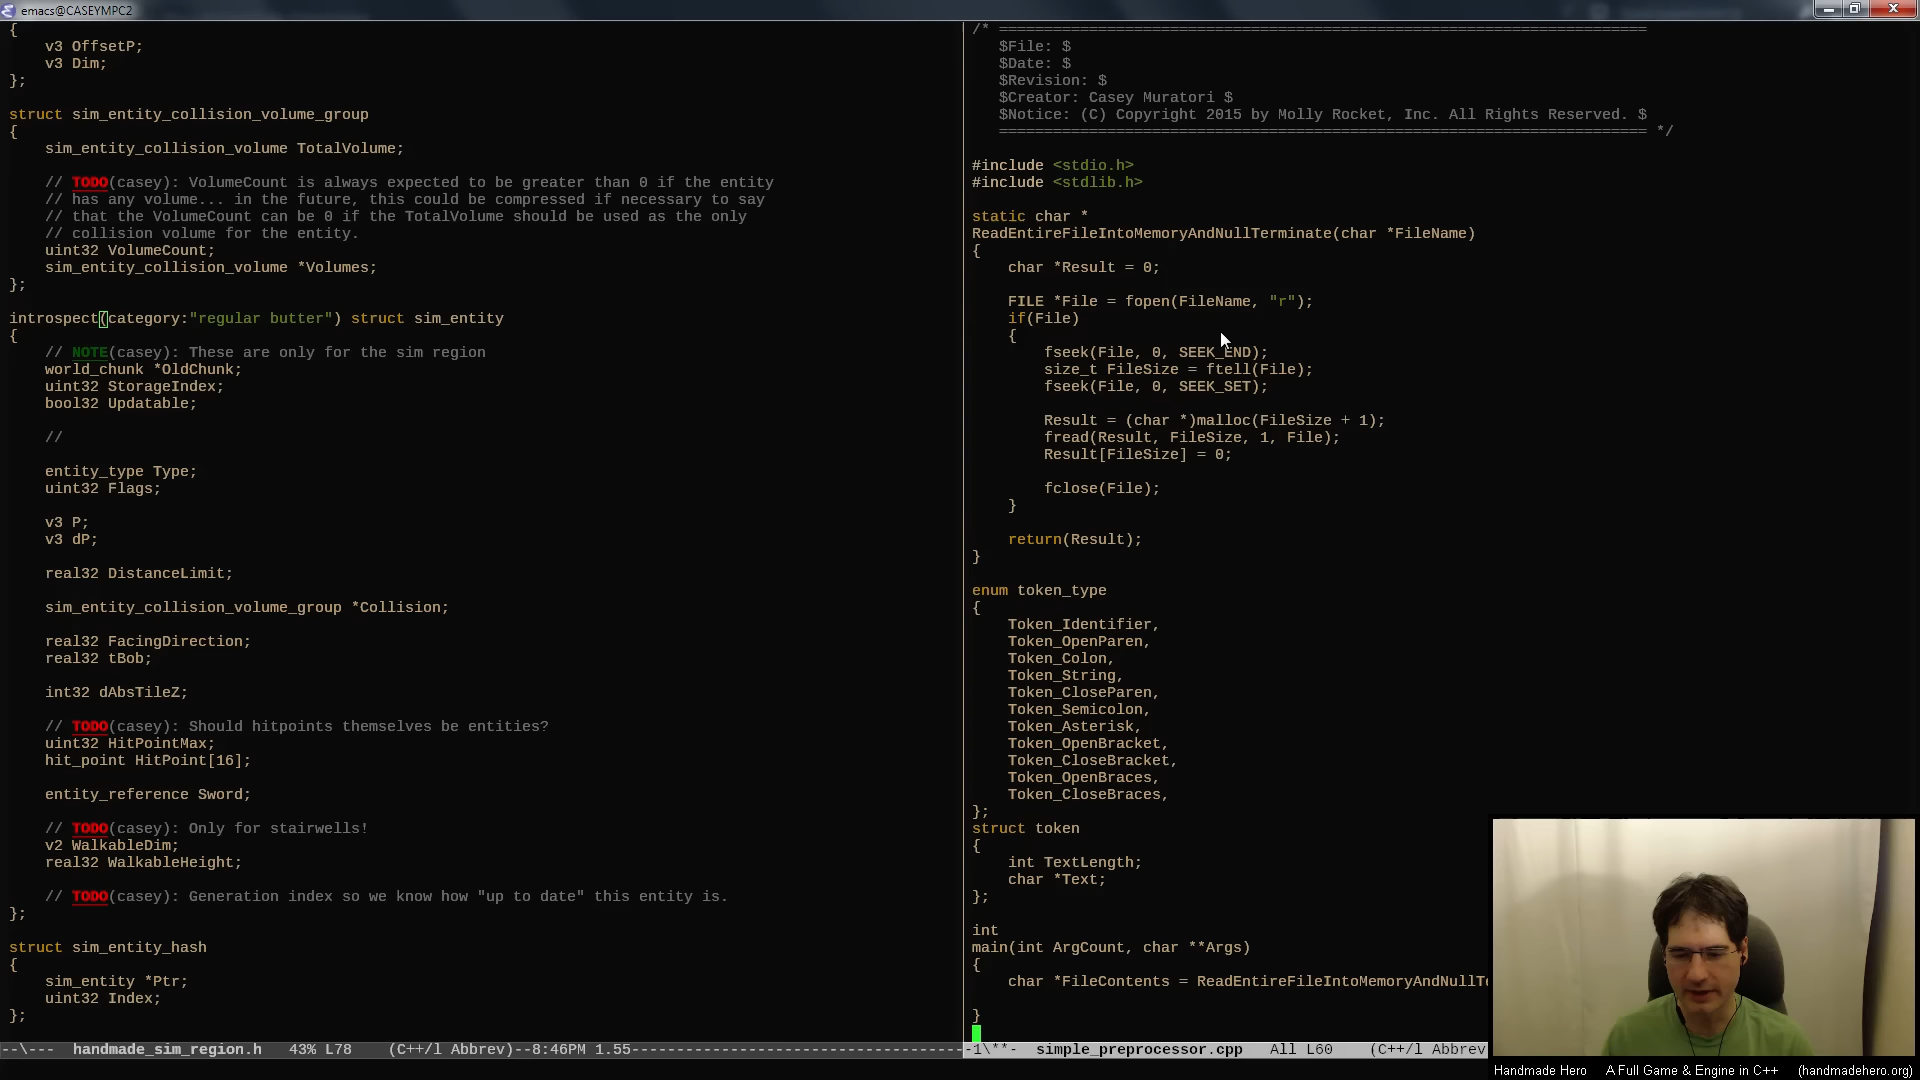 emacs@CASEYMPC2
{
v3 OffsetP;
v3 Dim;
};
struct sim_entity_collision_volume_group
{
sim_entity_collision_volume TotalVolume;
// TODO(casey): VolumeCount is always expected to be greater than 0 if the entity
// has any volume... in the future, this could be compressed if necessary to say
// that the VolumeCount can be 0 if the TotalVolume should be used as the only
// collision volume for the entity.
uint32 VolumeCount;
sim_entity_collision_volume *Volumes;
};
introspect(category:"regular butter") struct sim_entity
{
// NOTE(casey): These are only for the sim region
world_chunk *OldChunk;
uint32 StorageIndex;
bool32 Updatable;
//
entity_type Type;
uint32 Flags;
v3 P;
v3 dP;
real32 DistanceLimit;
sim_entity_collision_volume_group *Collision;
real32 FacingDirection;
real32 tBob;
int32 dAbsTileZ;
// TODO(casey): Should hitpoints themselves be entities?
uint32 HitPointMax;
hit_point HitPoint[16];
entity_reference Sword;
// TODO(casey): Only for stairwells!
v2 WalkableDim;
real32 WalkableHeight;
// TODO(casey): Generation index so we know how "up to date" this entity is.
};
struct sim_entity_hash
{
sim_entity *Ptr;
uint32 Index;
};
--\--- handmade_sim_region.h 43% L78 (C++/l Abbrev)--8:46PM 1.55-------------------------------------
/* ========================================================================
$File: $
$Date: $
$Revision: $
$Creator: Casey Muratori $
$Notice: (C) Copyright 2015 by Molly Rocket, Inc. All Rights Reserved. $
======================================================================== */
#include <stdio.h>
#include <stdlib.h>
static char *
ReadEntireFileIntoMemoryAndNullTerminate(char *FileName)
{
char *Result = 0;
FILE *File = fopen(FileName, "r");
if(File)
{
fseek(File, 0, SEEK_END);
size_t FileSize = ftell(File);
fseek(File, 0, SEEK_SET);
Result = (char *)malloc(FileSize + 1);
fread(Result, FileSize, 1, File);
Result[FileSize] = 0;
fclose(File);
}
return(Result);
}
enum token_type
{
Token_Identifier,
Token_OpenParen,
Token_Colon,
Token_String,
Token_CloseParen,
Token_Semicolon,
Token_Asterisk,
Token_OpenBracket,
Token_CloseBracket,
Token_OpenBraces,
Token_CloseBraces,
};
struct token
{
int TextLength;
char *Text;
};
int
main(int ArgCount, char **Args)
{
char *FileContents = ReadEntireFileIntoMemoryAndNullTe
}
-1\**- simple_preprocessor.cpp All L60 (C++/l Abbrev
Handmade Hero A Full Game & Engine in C++ (handmadehero.org)